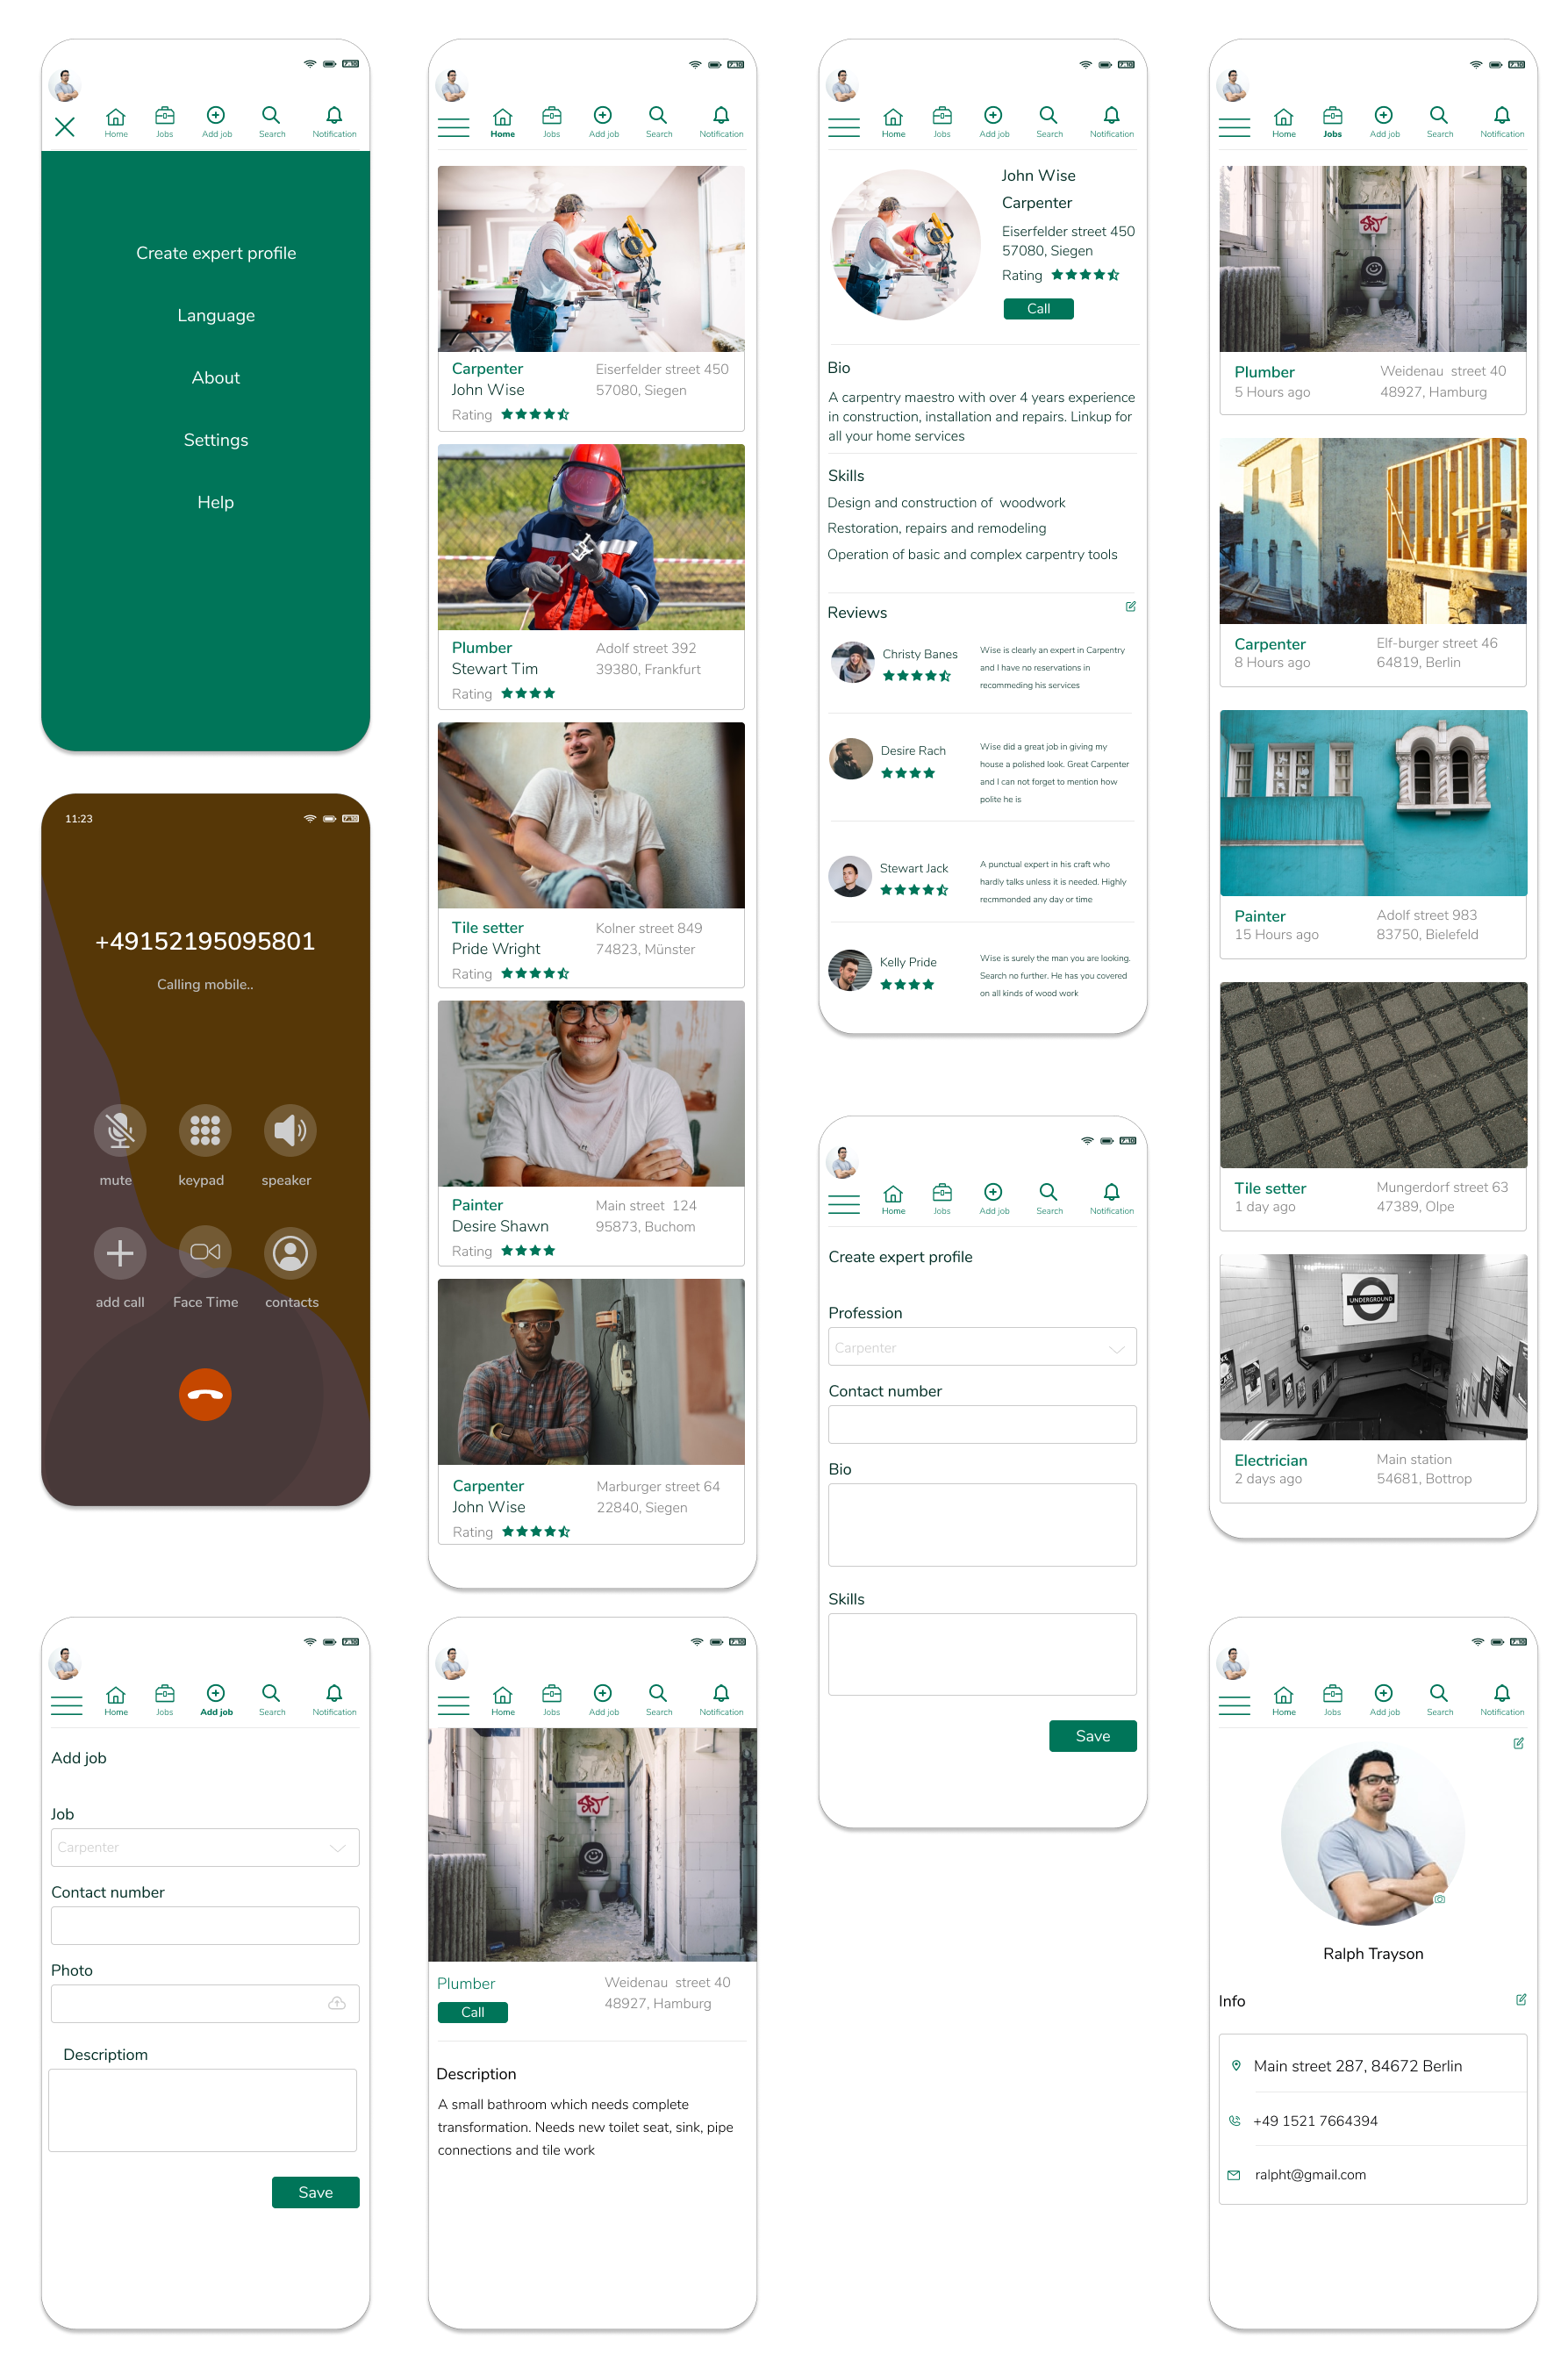 Home Jobs Add job Search Notification
Create expert profile
Language
About
Settings
Help
11:23
+49152195095801
Calling mobile..
mute keypad speaker
add call Face Time contacts
Home Jobs Add job Search Notification
Add job
Job
Carpenter
Contact number
Photo
Descriptiom
Save
Home Jobs Add job Search Notification
Carpenter Eiserfelder street 450
John Wise 57080, Siegen
Rating
Plumber Adolf street 392
Stewart Tim 39380, Frankfurt
Rating
Tile setter Kolner street 849
Pride Wright 74823, Münster
Rating
Painter Main street 124
Desire Shawn 95873, Buchom
Rating
Carpenter Marburger street 64
John Wise 22840, Siegen
Rating
Home Jobs Add job Search Notification
Plumber Weidenau street 40
48927, Hamburg
Call
Description
A small bathroom which needs complete
transformation. Needs new toilet seat, sink, pipe
connections and tile work
Home Jobs Add job Search Notification
John Wise
Carpenter
Eiserfelder street 450
57080, Siegen
Rating
Call
Bio
A carpentry maestro with over 4 years experience
in construction, installation and repairs. Linkup for
all your home services
Skills
Design and construction of woodwork
Restoration, repairs and remodeling
Operation of basic and complex carpentry tools
Reviews
Christy Banes
Wise is clearly an expert in Carpentry
and I have no reservations in
recommeding his services
Desire Rach
Wise did a great job in giving my
house a polished look. Great Carpenter
and I can not forget to mention how
polite he is
Stewart Jack
A punctual expert in his craft who
hardly talks unless it is needed. Highly
recmmonded any day or time
Kelly Pride
Wise is surely the man you are looking.
Search no further. He has you covered
on all kinds of wood work
Home Jobs Add job Search Notification
Create expert profile
Profession
Carpenter
Contact number
Bio
Skills
Save
Home Jobs Add job Search Notification
Plumber Weidenau street 40
5 Hours ago 48927, Hamburg
Carpenter Elf-burger street 46
8 Hours ago 64819, Berlin
Painter Adolf street 983
15 Hours ago 83750, Bielefeld
Tile setter Mungerdorf street 63
1 day ago 47389, Olpe
UNDERGROUND
Electrician Main station
2 days ago 54681, Bottrop
Home Jobs Add job Search Notification
Ralph Trayson
Info
Main street 287, 84672 Berlin
+49 1521 7664394
ralpht@gmail.com